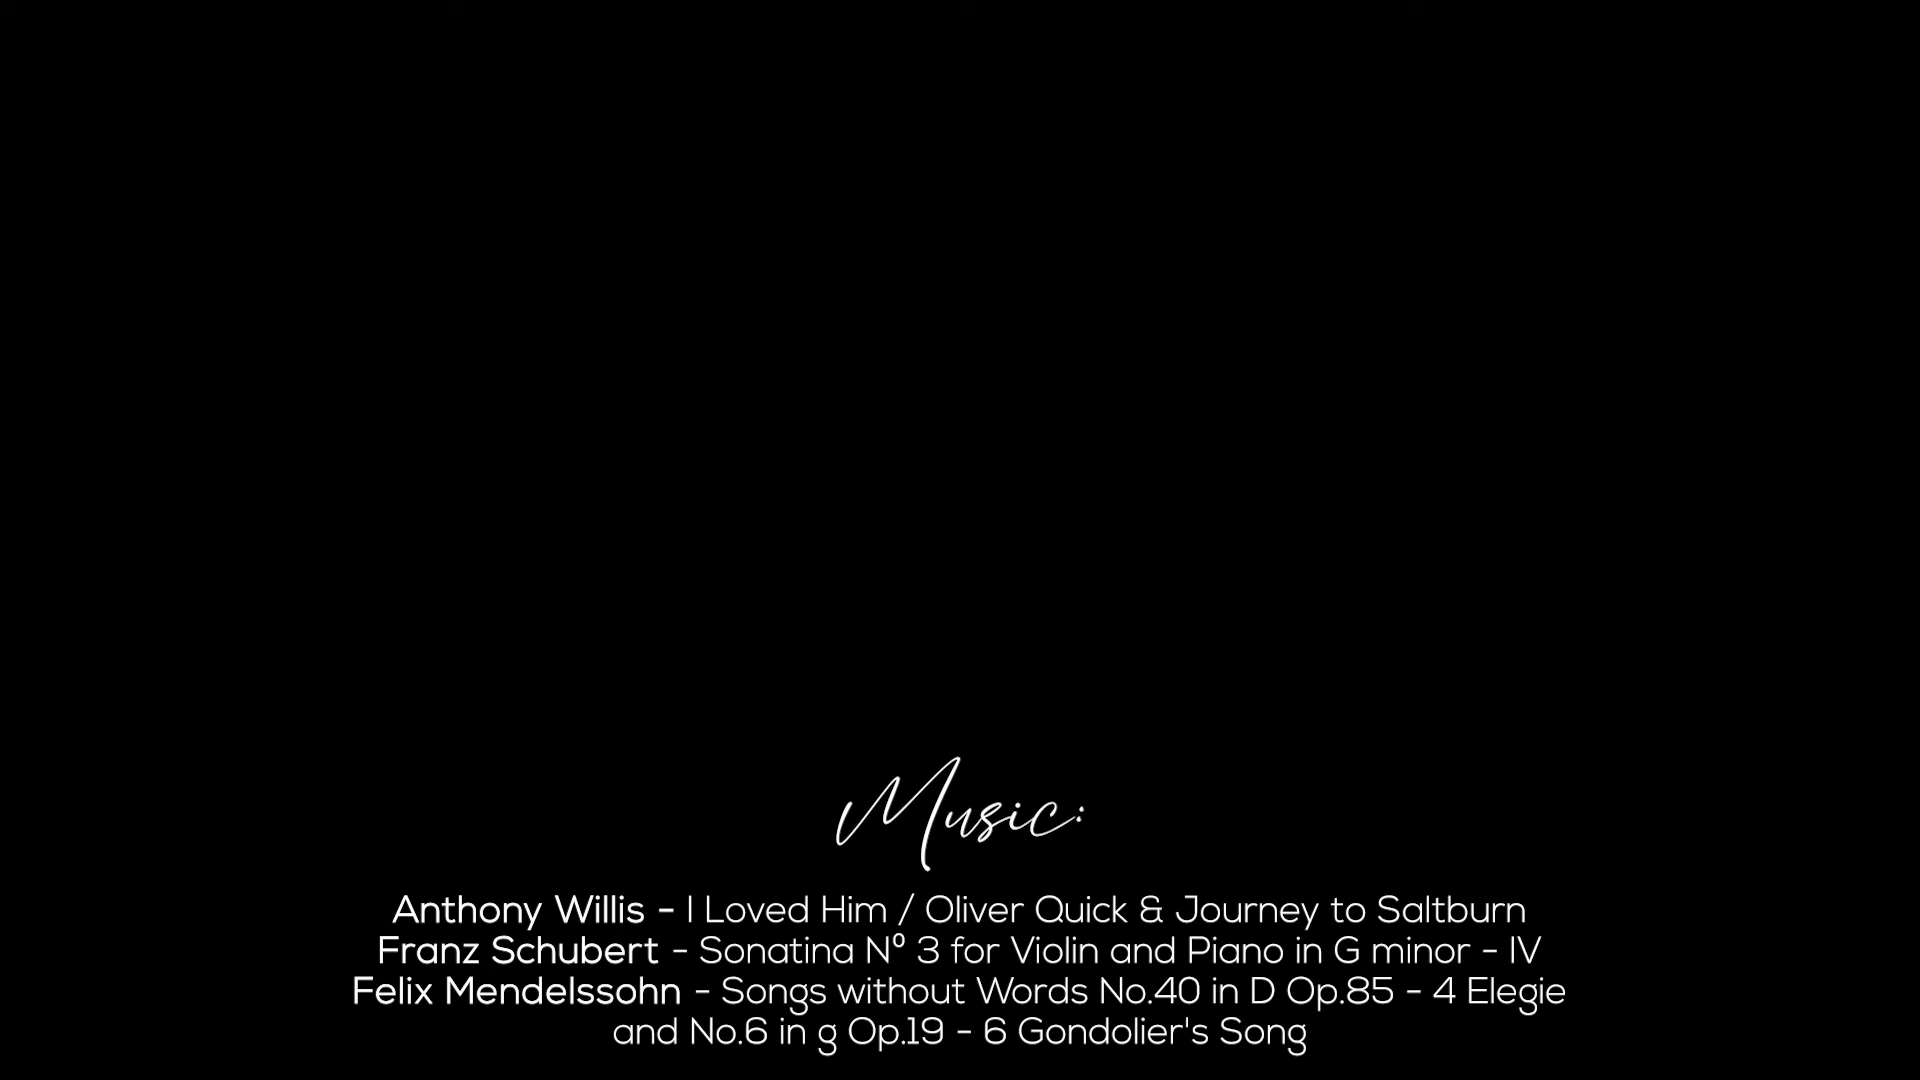 Music:
Anthony Willis - I Loved Him / Oliver Quick & Journey to Saltburn
Franz Schubert - Sonatina Nº 3 for Violin and Piano in G minor - IV
Felix Mendelssohn - Songs without Words No.40 in D Op.85 - 4 Elegie
and No.6 in g Op.19 - 6 Gondolier's Song